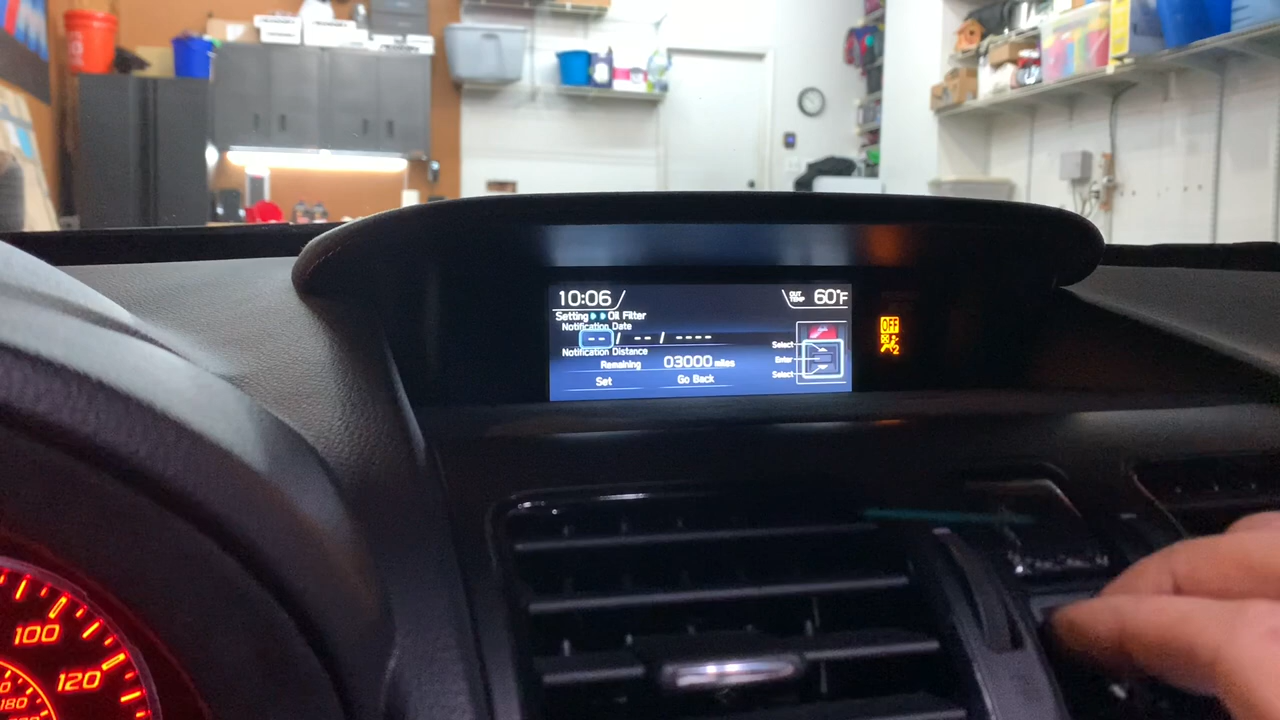 10:06
OUT TEMP 60°F
Setting Oil Filter
Notification Date
-- / -- / ----
Notification Distance
Remaining 03000 miles
Set Go Back
Select
Enter
Select
OFF
2
100
120
180